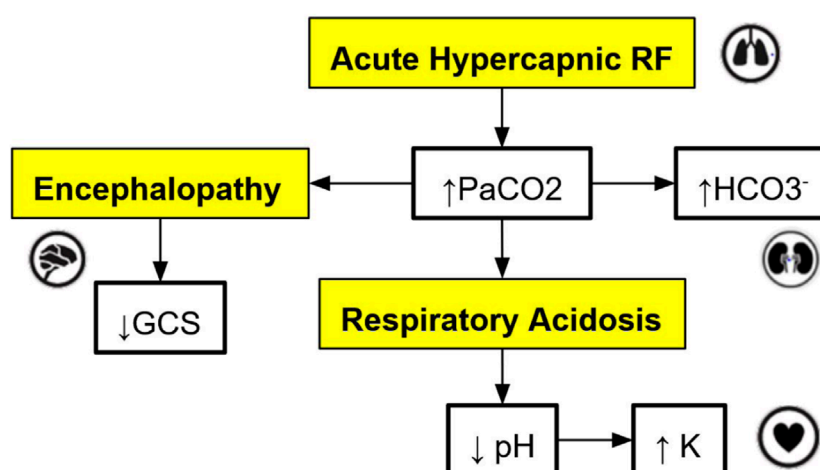 Acute Hypercapnic RF
Encephalopathy
↑PaCO2
↑HCO3⁻
↓GCS
Respiratory Acidosis
↓ pH
↑ K